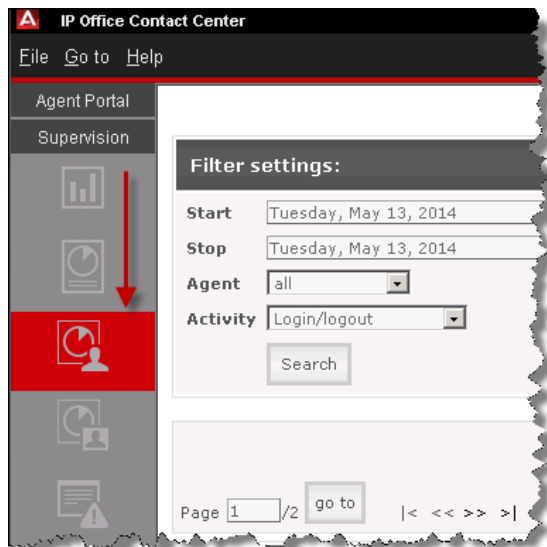 IP Office Contact Center
File Go to Help
Agent Portal
Supervision
Filter settings:
Start Tuesday, May 13, 2014
Stop Tuesday, May 13, 2014
Agent all
Activity Login/logout
Search
Page 1 /2 go to |< << >> >|